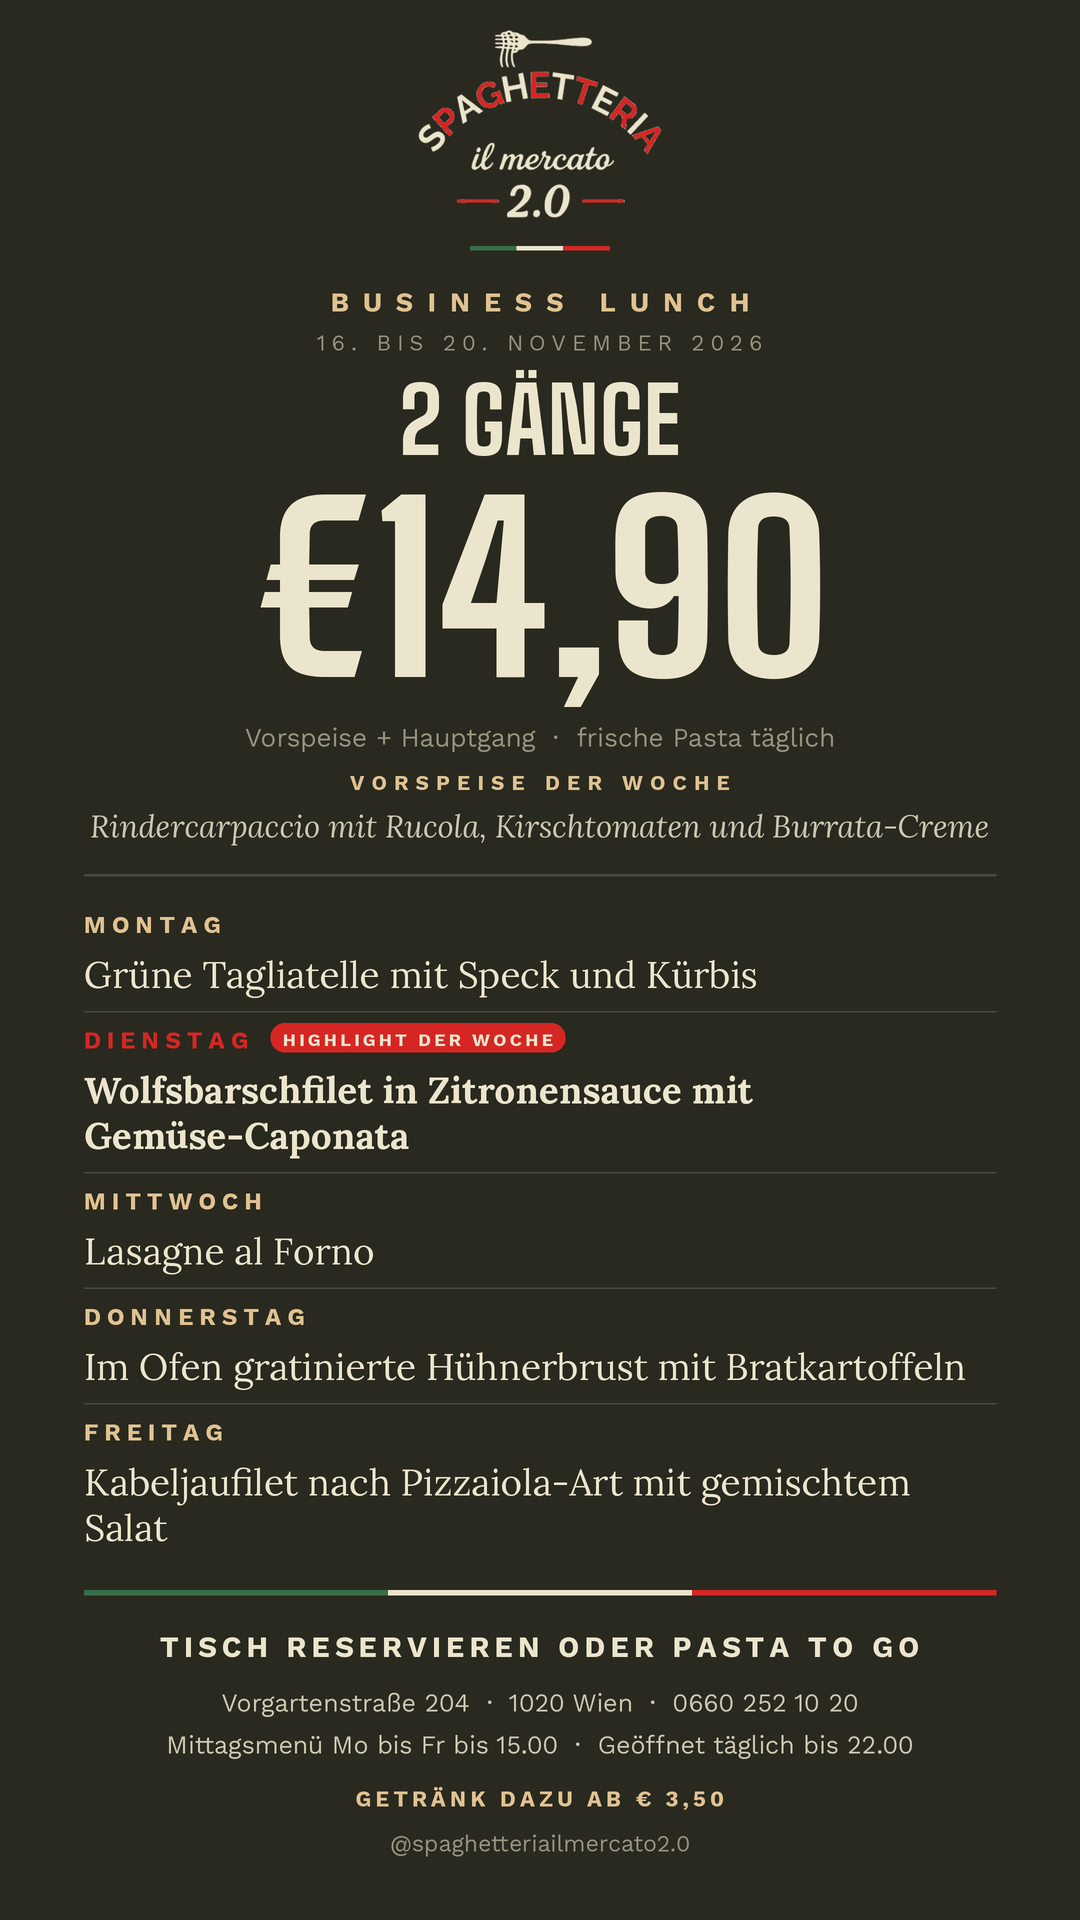 SPAGHETTERIA
il mercato
2.0
BUSINESS LUNCH
16. BIS 20. NOVEMBER 2026
2 GÄNGE
€14,90
Vorspeise + Hauptgang · frische Pasta täglich
VORSPEISE DER WOCHE
Rindercarpaccio mit Rucola, Kirschtomaten und Burrata-Creme
MONTAG
Grüne Tagliatelle mit Speck und Kürbis
DIENSTAG HIGHLIGHT DER WOCHE
Wolfsbarschfilet in Zitronensauce mit
Gemüse-Caponata
MITTWOCH
Lasagne al Forno
DONNERSTAG
Im Ofen gratinierte Hühnerbrust mit Bratkartoffeln
FREITAG
Kabeljaufilet nach Pizzaiola-Art mit gemischtem
Salat
TISCH RESERVIEREN ODER PASTA TO GO
Vorgartenstraße 204 · 1020 Wien · 0660 252 10 20
Mittagsmenü Mo bis Fr bis 15.00 · Geöffnet täglich bis 22.00
GETRÄNK DAZU AB € 3,50
@spaghetteriailmercato2.0